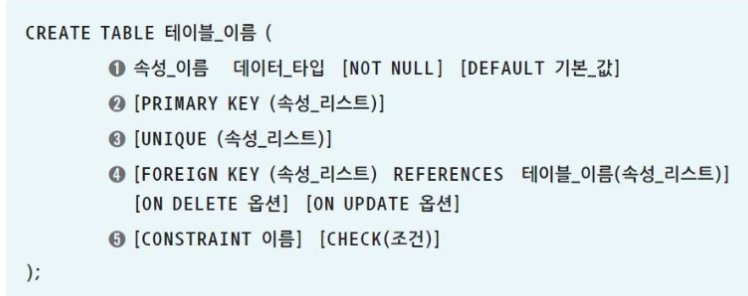 CREATE TABLE 테이블_이름 (
❶ 속성_이름 데이터_타입 [NOT NULL] [DEFAULT 기본_값]
❷ [PRIMARY KEY (속성_리스트)]
❸ [UNIQUE (속성_리스트)]
❹ [FOREIGN KEY (속성_리스트) REFERENCES 테이블_이름(속성_리스트)]
[ON DELETE 옵션] [ON UPDATE 옵션]
❺ [CONSTRAINT 이름] [CHECK(조건)]
);